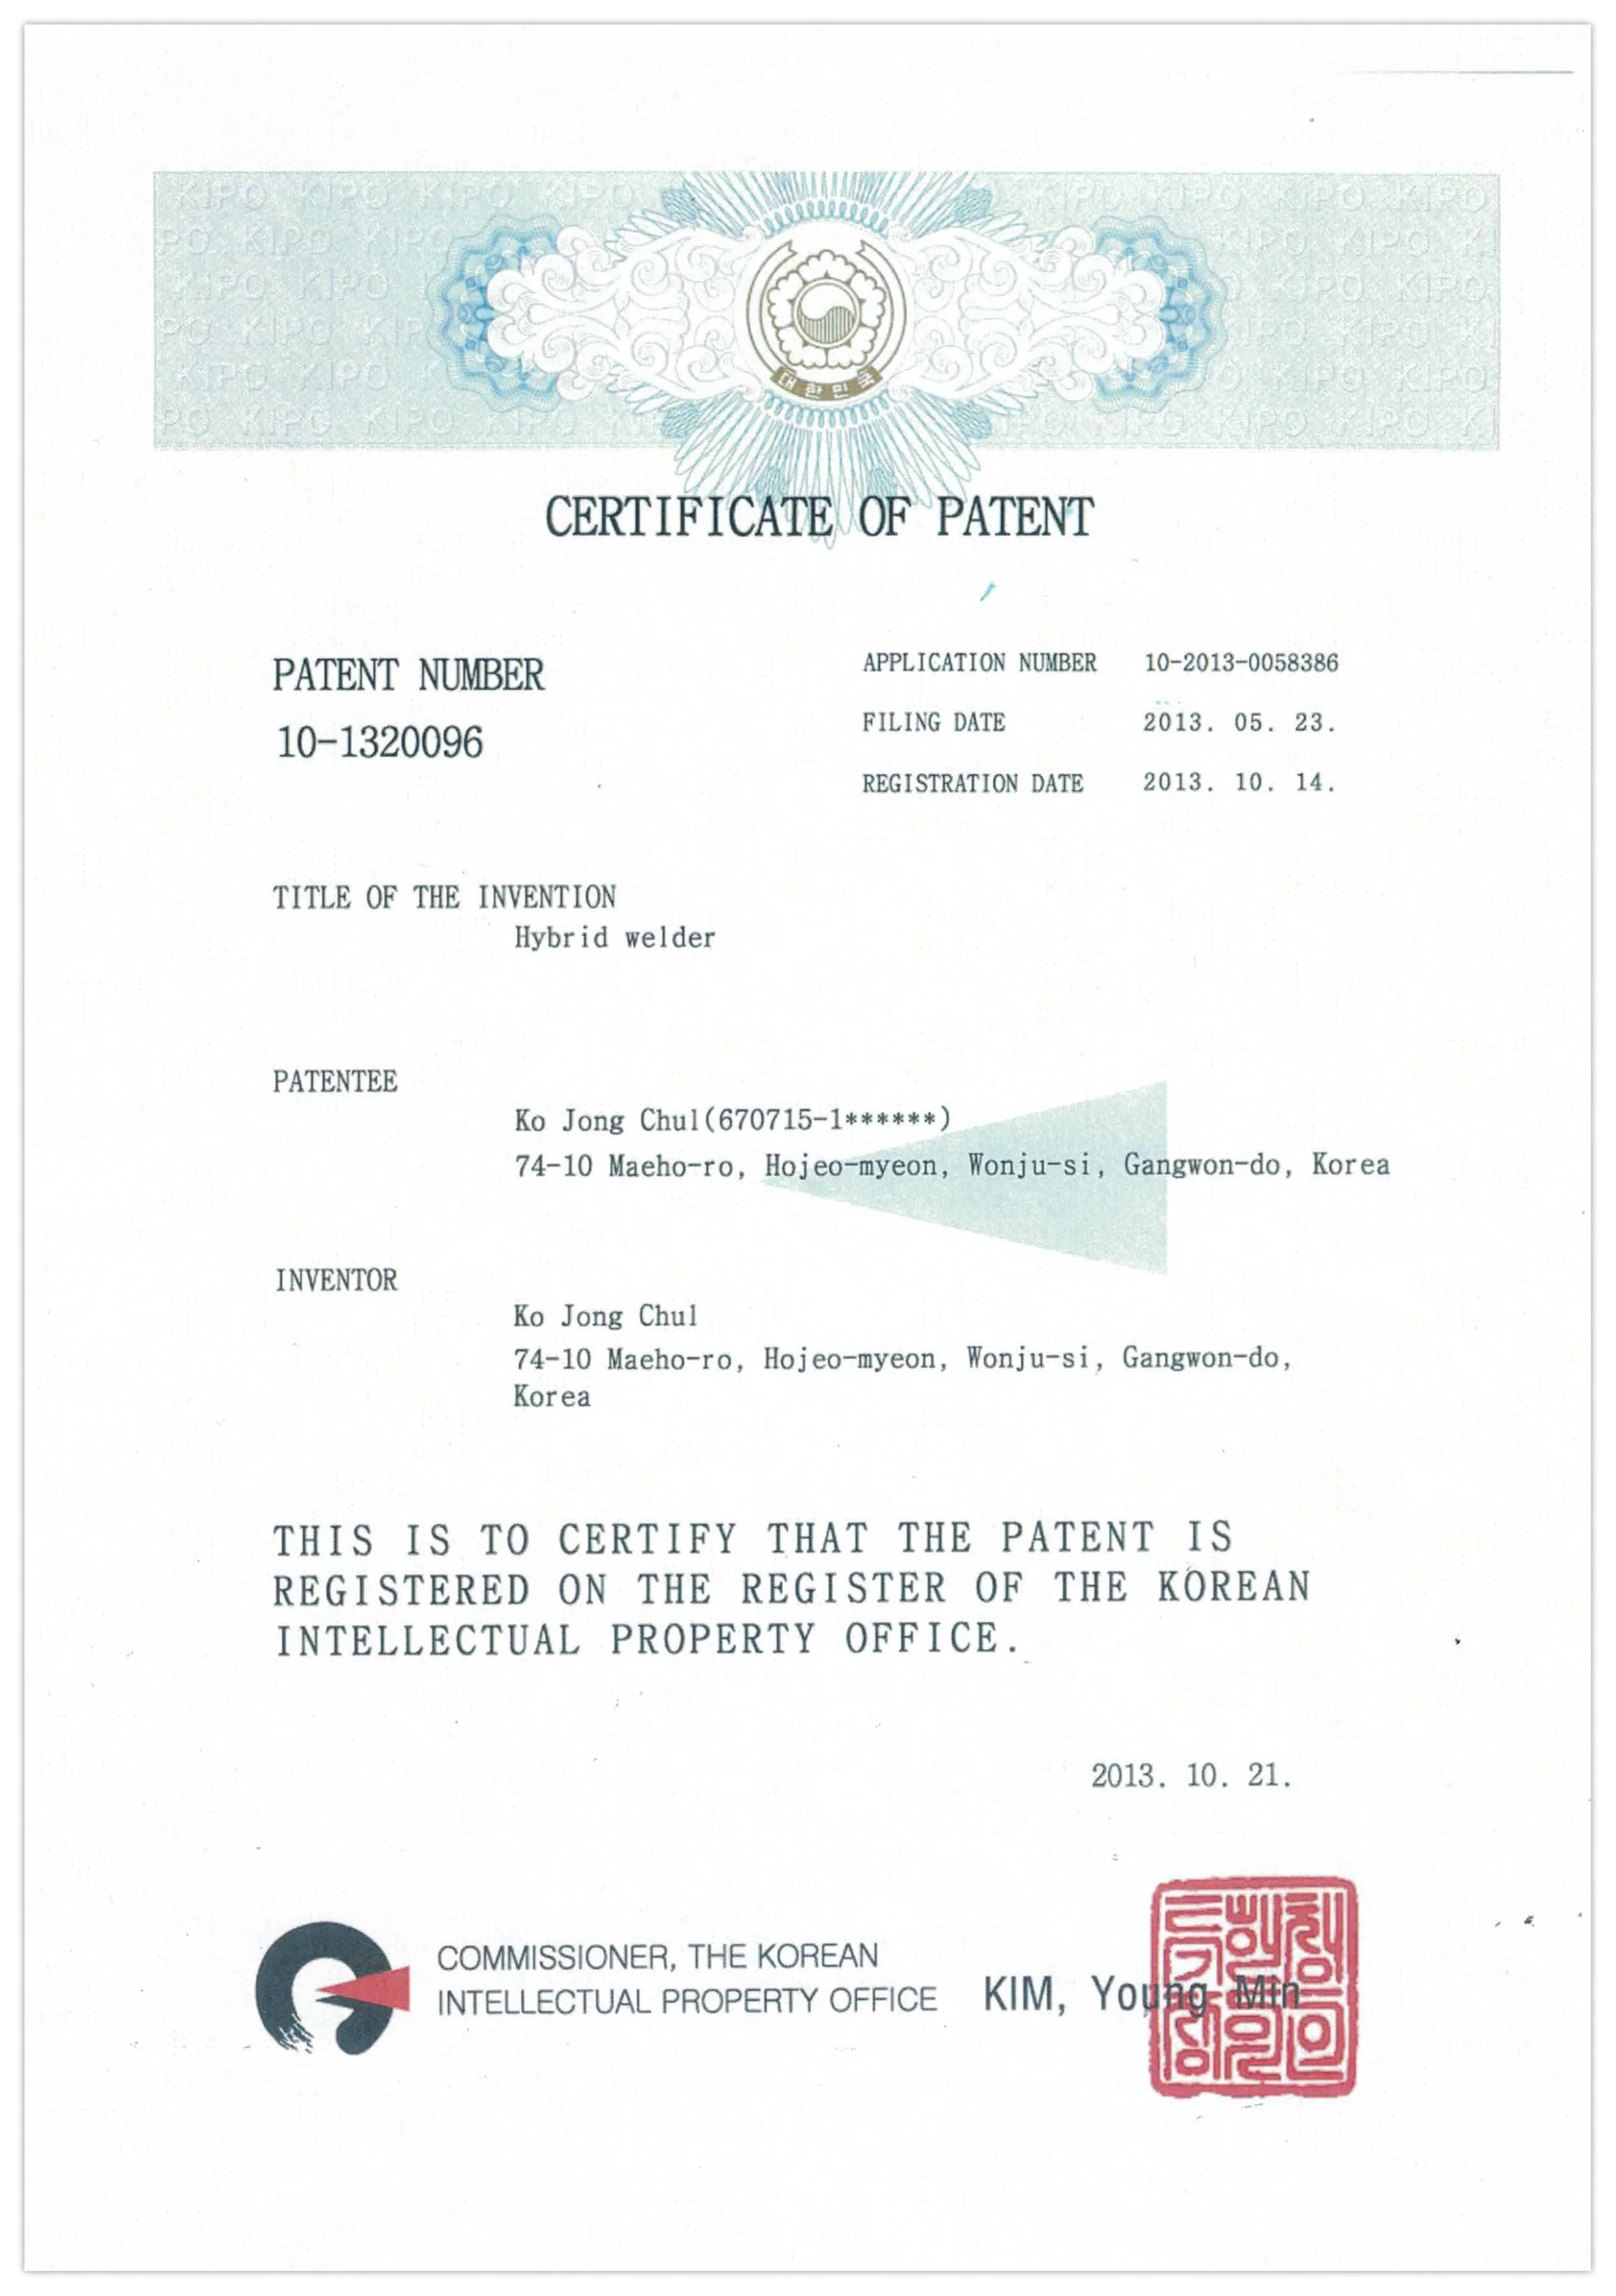 대한민국
CERTIFICATE OF PATENT
PATENT NUMBER
10-1320096
APPLICATION NUMBER 10-2013-0058386
FILING DATE 2013. 05. 23.
REGISTRATION DATE 2013. 10. 14.
TITLE OF THE INVENTION
Hybrid welder
PATENTEE
Ko Jong Chul(670715-1******)
74-10 Maeho-ro, Hojeo-myeon, Wonju-si, Gangwon-do, Korea
INVENTOR
Ko Jong Chul
74-10 Maeho-ro, Hojeo-myeon, Wonju-si, Gangwon-do,
Korea
THIS IS TO CERTIFY THAT THE PATENT IS
REGISTERED ON THE REGISTER OF THE KOREAN
INTELLECTUAL PROPERTY OFFICE.
2013. 10. 21.
COMMISSIONER, THE KOREAN
INTELLECTUAL PROPERTY OFFICE
KIM, Young Min